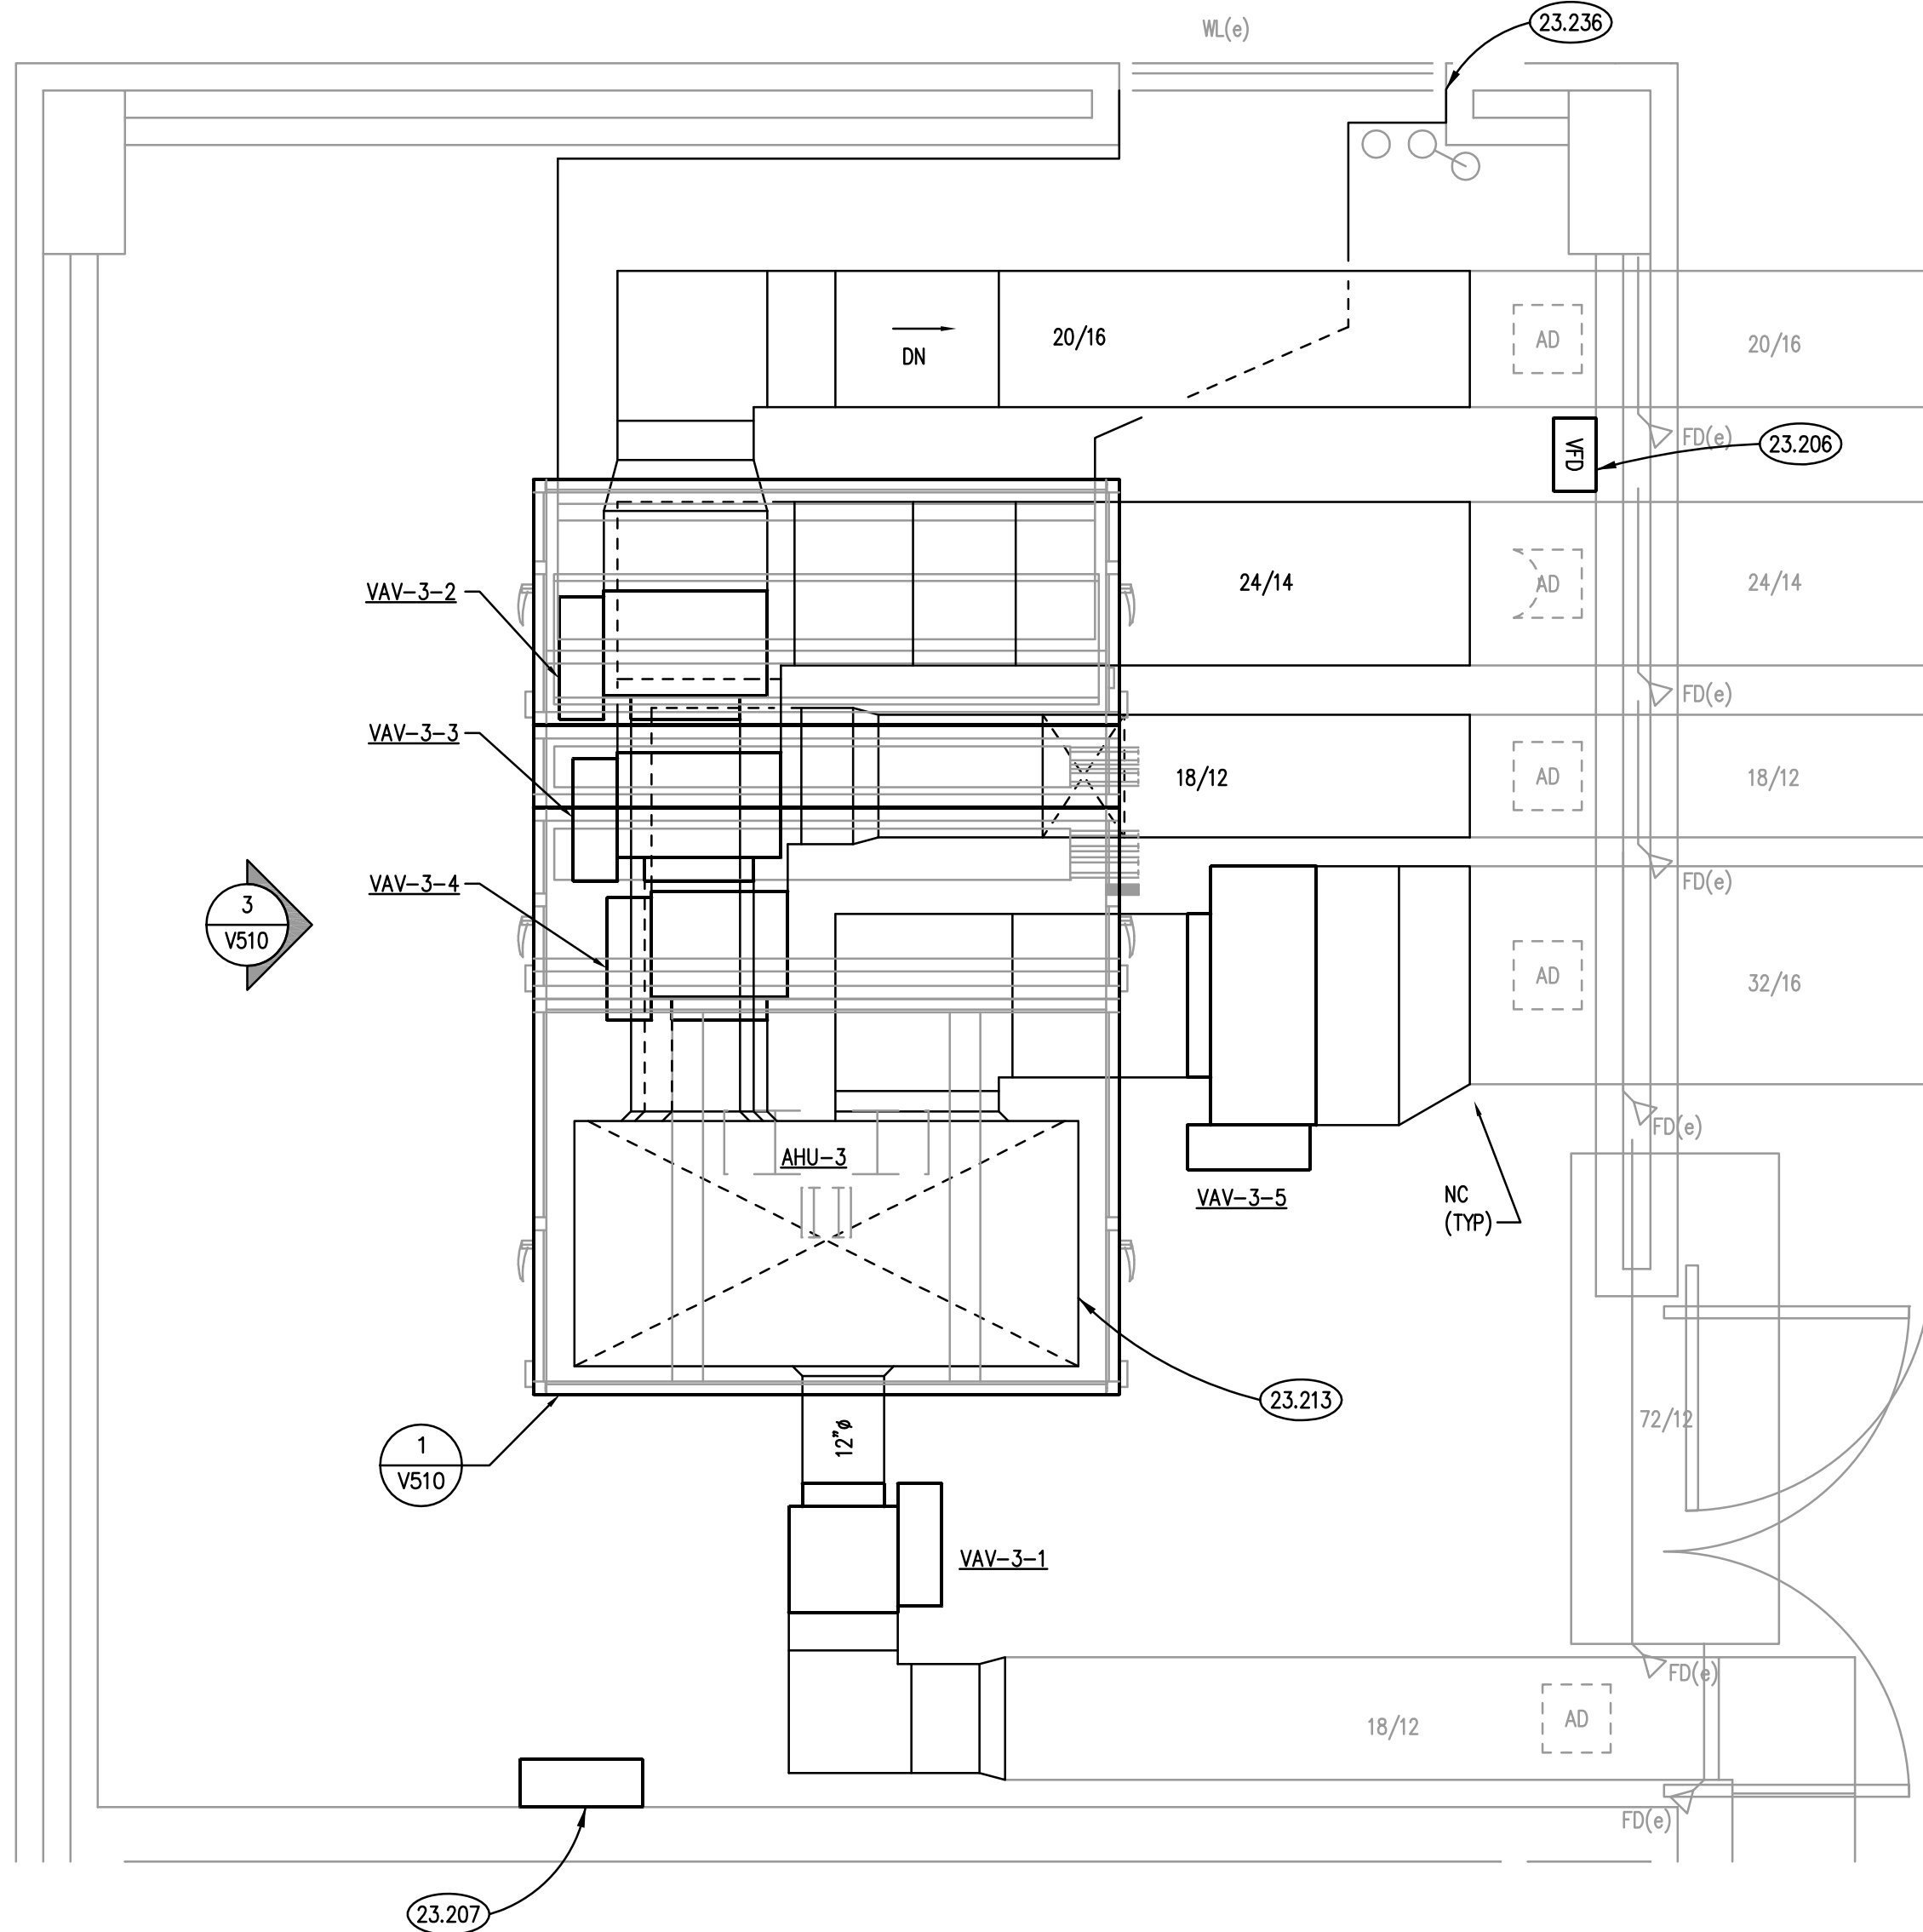 WL(e)
23.236
20/16
DN
AD
20/16
FD(e)
VFD
23.206
VAV-3-2
24/14
AD
24/14
FD(e)
VAV-3-3
18/12
AD
18/12
VAV-3-4
FD(e)
3
V510
AD
32/16
FD(e)
AHU-3
VAV-3-5
NC
(TYP)
23.213
72/12
12"ø
1
V510
VAV-3-1
FD(e)
18/12
AD
FD(e)
23.207